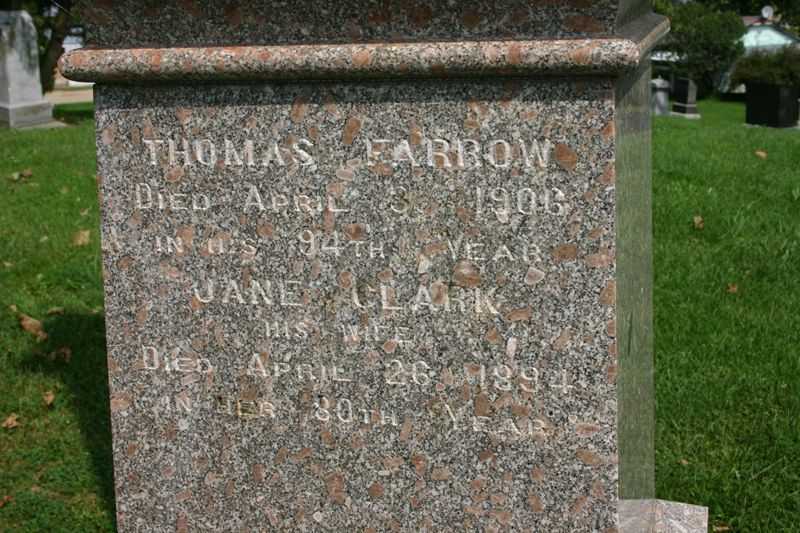 THOMAS FARROW
DIED APRIL 3, 1906
IN HIS 94TH YEAR
JANE CLARK
HIS WIFE
DIED APRIL 26, 1894
IN HER 80TH YEAR